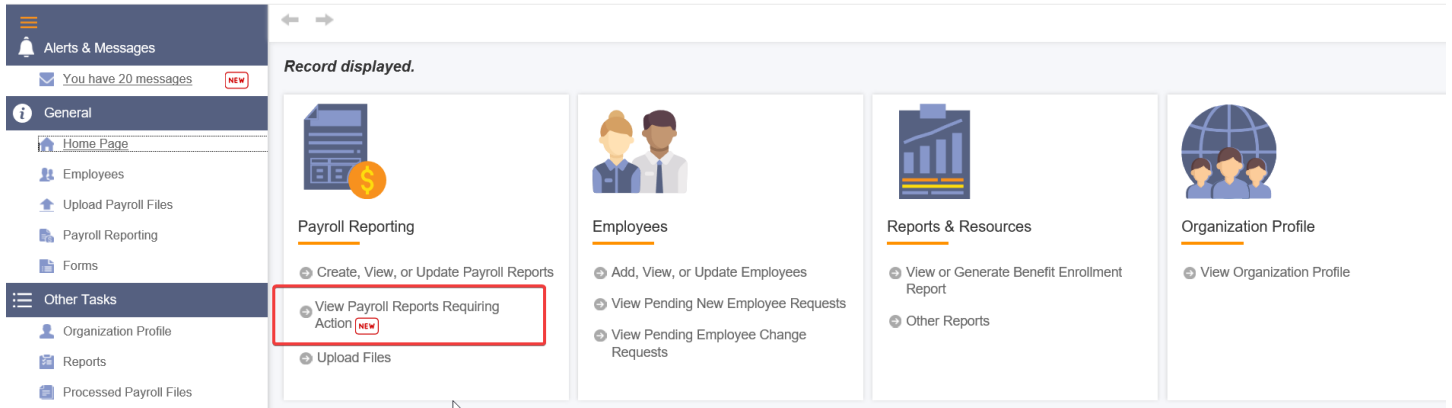 Alerts & Messages
You have 20 messages NEW
General
Home Page
Employees
Upload Payroll Files
Payroll Reporting
Forms
Other Tasks
Organization Profile
Reports
Processed Payroll Files
Record displayed.
Payroll Reporting
Create, View, or Update Payroll Reports
View Payroll Reports Requiring
Action NEW
Upload Files
Employees
Add, View, or Update Employees
View Pending New Employee Requests
View Pending Employee Change
Requests
Reports & Resources
View or Generate Benefit Enrollment
Report
Other Reports
Organization Profile
View Organization Profile